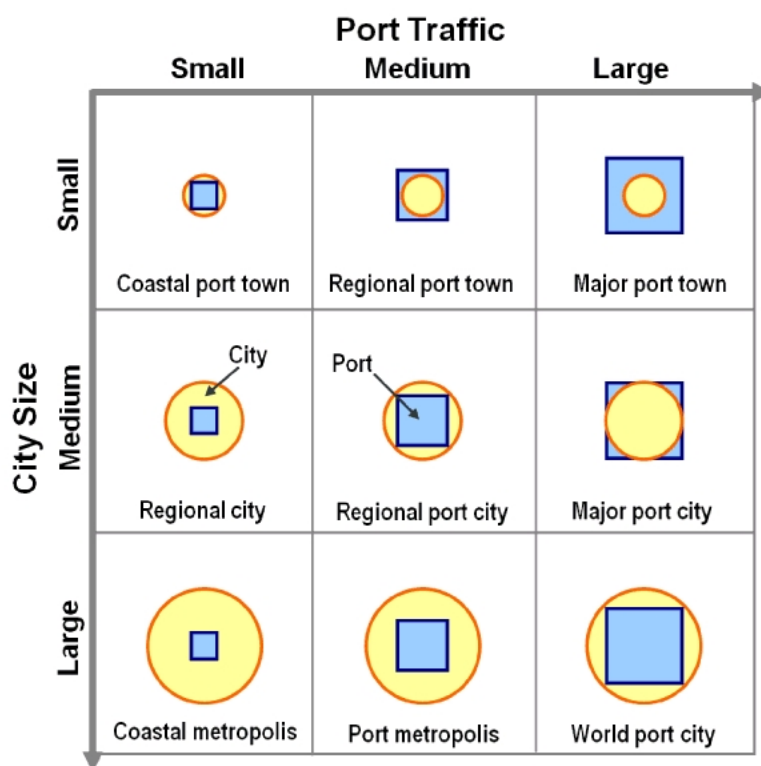 Port Traffic
Small Medium Large
City Size
Small
Coastal port town Regional port town Major port town
Medium
City
Port
Regional city Regional port city Major port city
Large
Coastal metropolis Port metropolis World port city